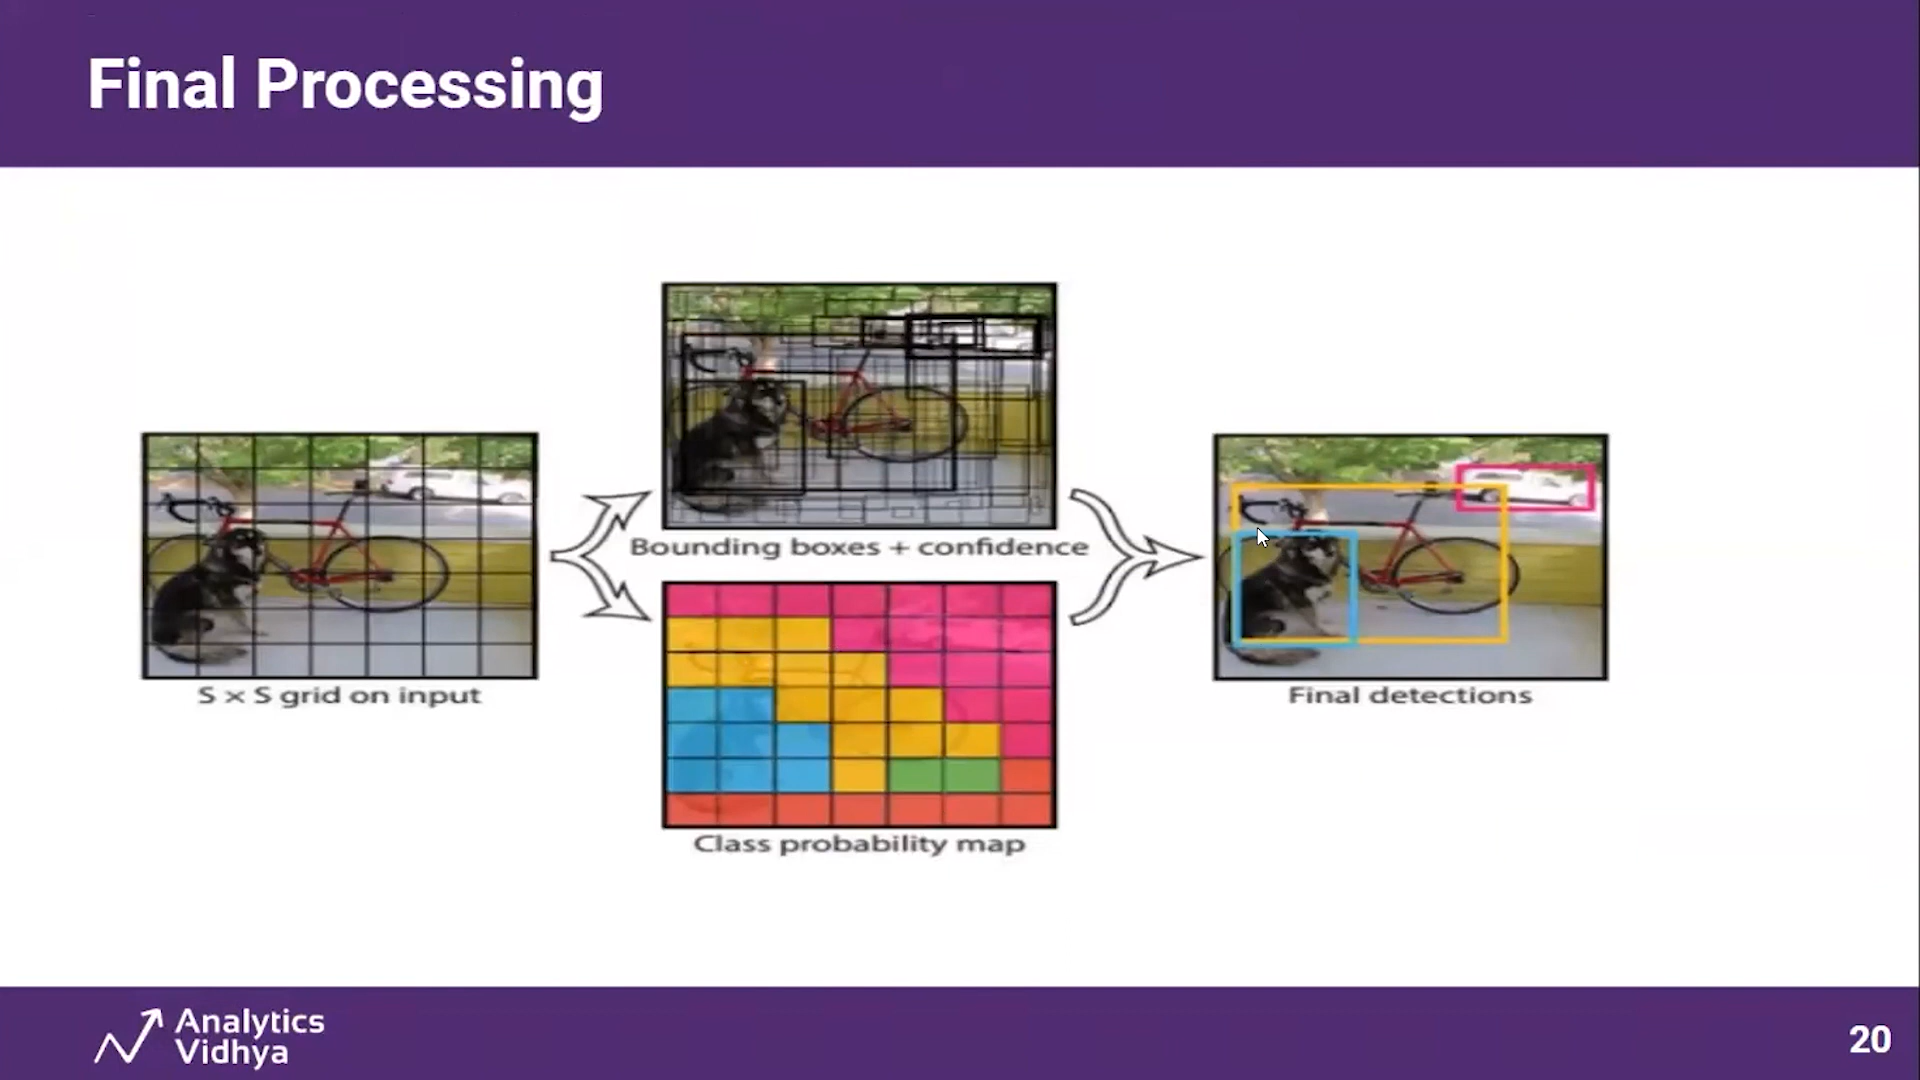 Final Processing
Bounding boxes + confidence
S × S grid on input
Final detections
Class probability map
Analytics
Vidhya
20